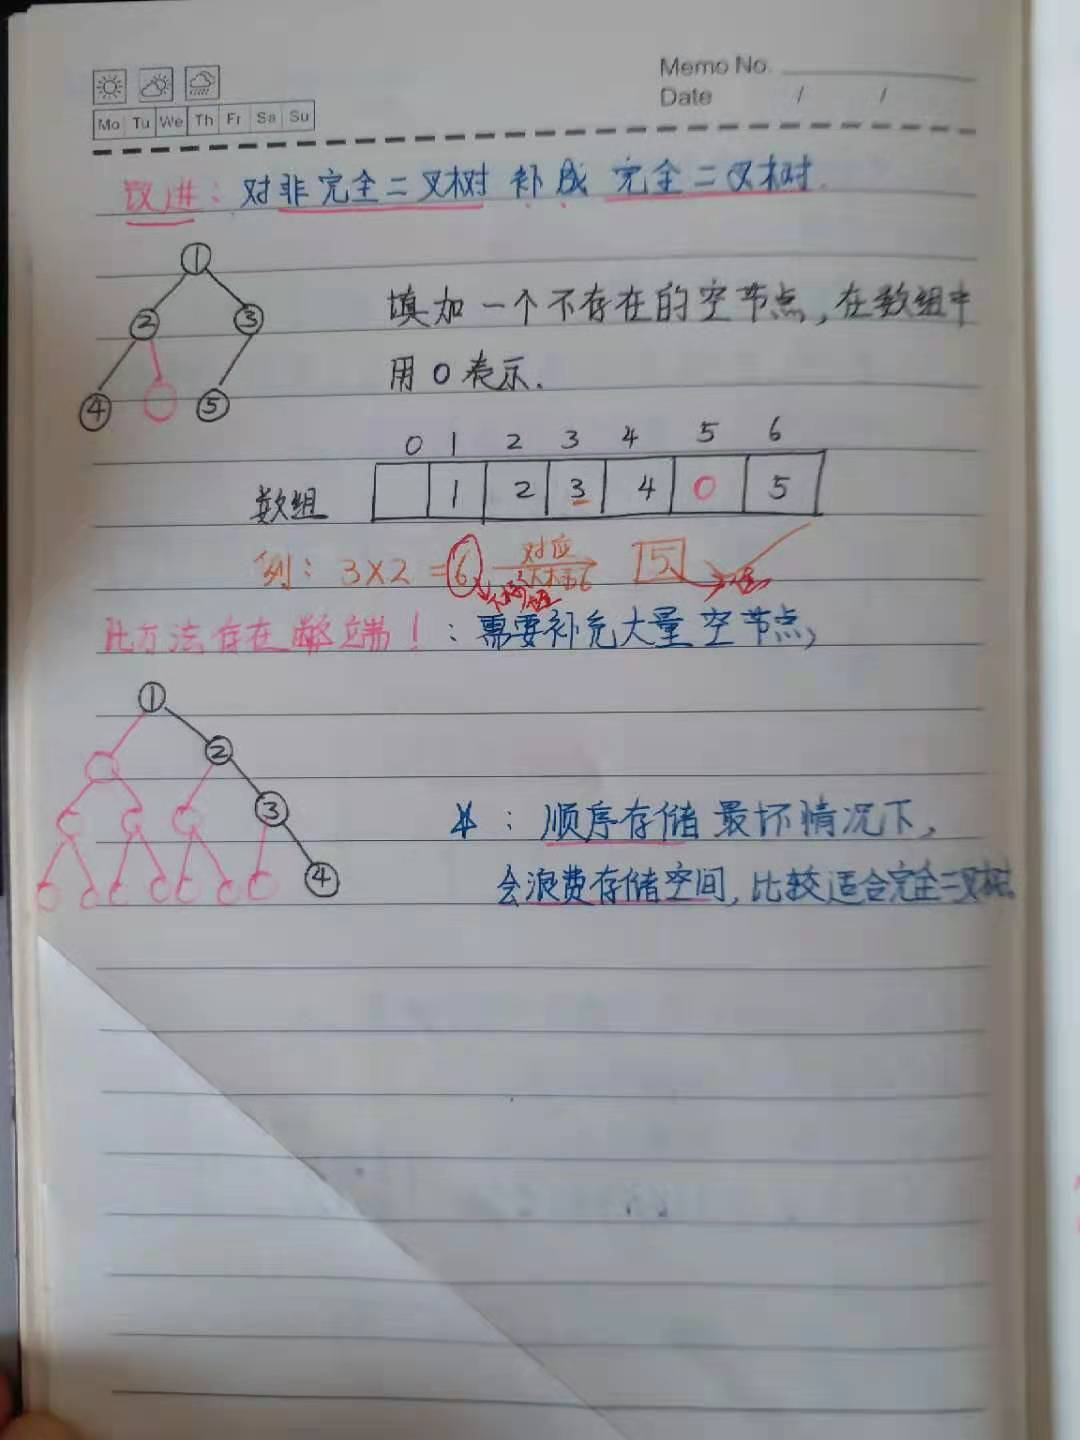 Memo No.
Date / /
Mo Tu We Th Fr Sa Su
改进：对非完全二叉树 补成 完全二叉树.
①
② ③
④ ⑤
填加一个不存在的空节点，在数组中
用 0 表示.
0 1 2 3 4 5 6
数组 1 2 3 4 0 5
例：3×2=6 对应 5 值
下标 6
此方法存在弊端！：需要补充大量空节点，
①
②
③
④
：顺序存储最坏情况下，
会浪费存储空间，比较适合完全二叉树。